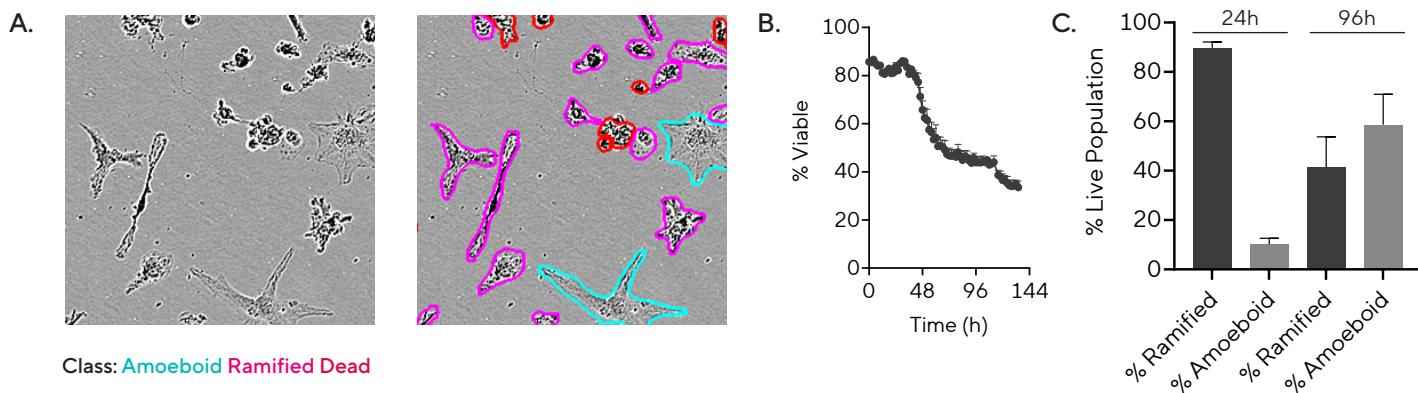 A.
Class: Amoeboid Ramified Dead
B.
% Viable
100
80
60
40
20
0
0 48 96 144
Time (h)
C.
% Live Population
100
80
60
40
20
0
24h 96h
% Ramified
% Amoeboid
% Ramified
% Amoeboid